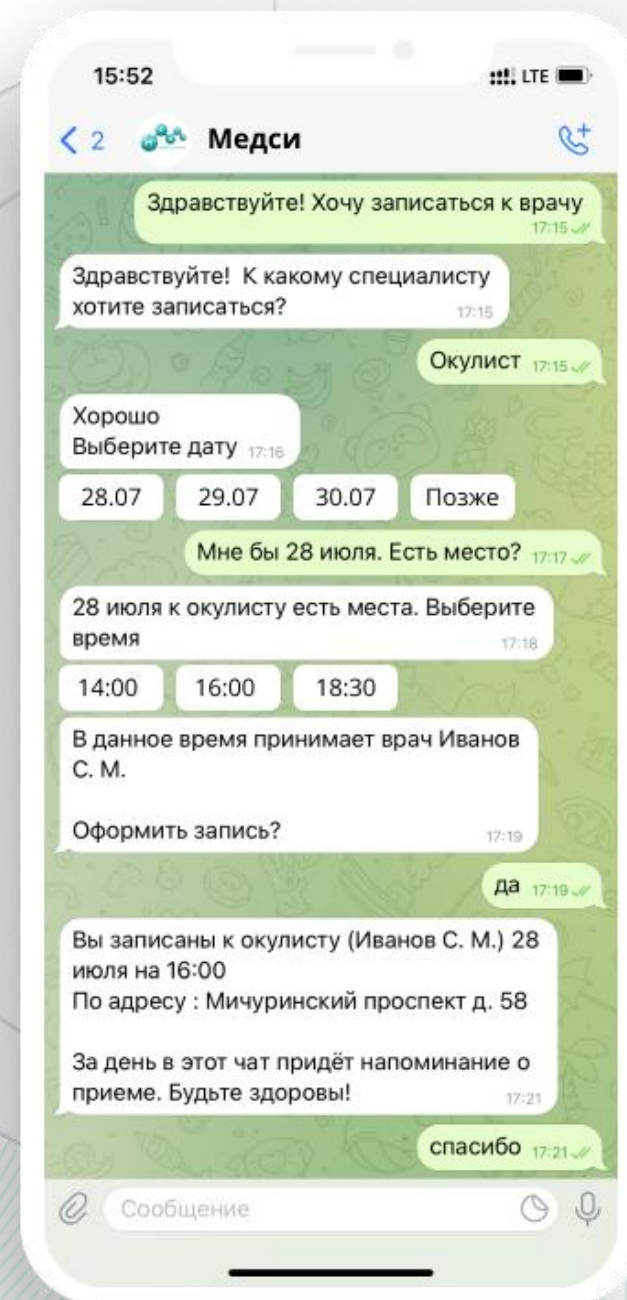 15:52
LTE
2
Медси
Здравствуйте! Хочу записаться к врачу
17:15
Здравствуйте! К какому специалисту
хотите записаться?
17:15
Окулист 17:15
Хорошо
Выберите дату 17:16
28.07 29.07 30.07 Позже
Мне бы 28 июля. Есть место? 17:17
28 июля к окулисту есть места. Выберите
время
17:18
14:00 16:00 18:30
В данное время принимает врач Иванов
С. М.
Оформить запись?
17:19
да 17:19
Вы записаны к окулисту (Иванов С. М.) 28
июля на 16:00
По адресу : Мичуринский проспект д. 58
За день в этот чат придёт напоминание о
приеме. Будьте здоровы!
17:21
спасибо 17:21
Сообщение